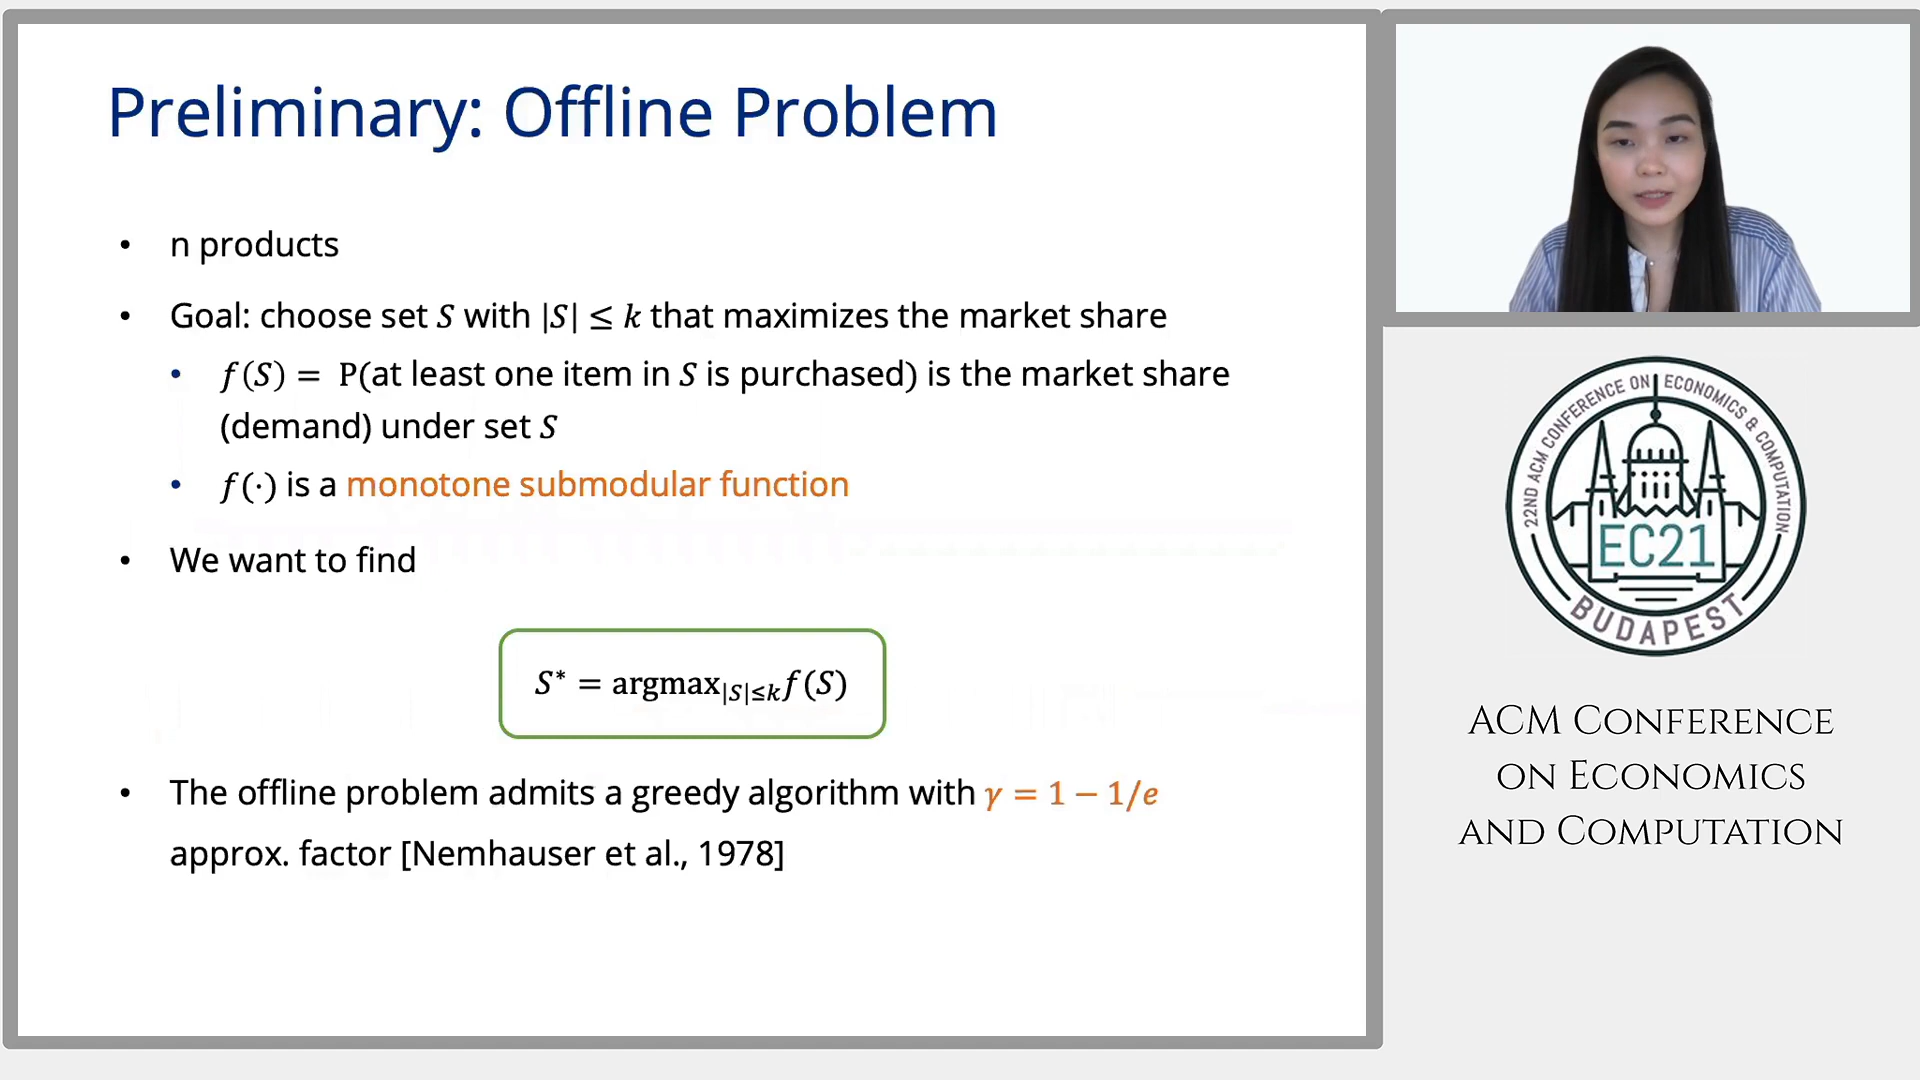 Preliminary: Offline Problem
• n products
• Goal: choose set S with |S| ≤ k that maximizes the market share
• f(S) = P(at least one item in S is purchased) is the market share
(demand) under set S
• f(·) is a monotone submodular function
• We want to find
S* = argmax|S|≤k f(S)
• The offline problem admits a greedy algorithm with γ = 1 − 1/e
approx. factor [Nemhauser et al., 1978]
22ND ACM CONFERENCE ON ECONOMICS & COMPUTATION
EC21
BUDAPEST
ACM CONFERENCE
ON ECONOMICS
AND COMPUTATION